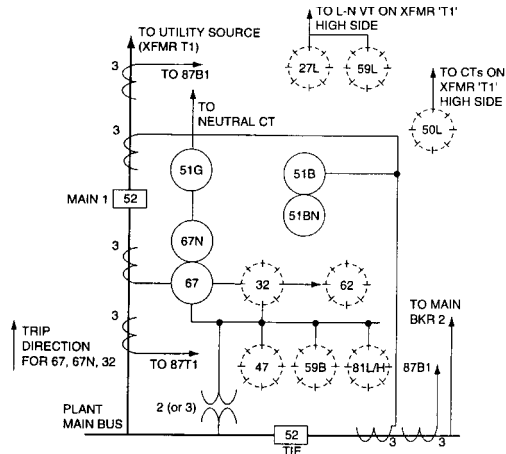 TO UTILITY SOURCE
(XFMR T1)
TO L-N VT ON XFMR 'T1'
HIGH SIDE
3
TO 87B1
27L
59L
TO CTs ON
XFMR 'T1'
HIGH SIDE
TO
NEUTRAL CT
50L
3
51G
51B
MAIN 1
52
51BN
67N
3
67
32
62
TO MAIN
BKR 2
3
TRIP
DIRECTION
FOR 67, 67N, 32
TO 87T1
47
59B
81L/H
87B1
PLANT
MAIN BUS
2 (or 3)
52
TIE
3
3